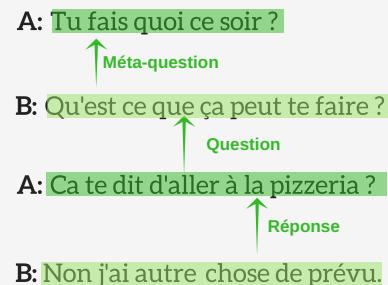 A: Tu fais quoi ce soir ?
Méta-question
B: Qu'est ce que ça peut te faire ?
Question
A: Ca te dit d'aller à la pizzeria ?
Réponse
B: Non j'ai autre chose de prévu.